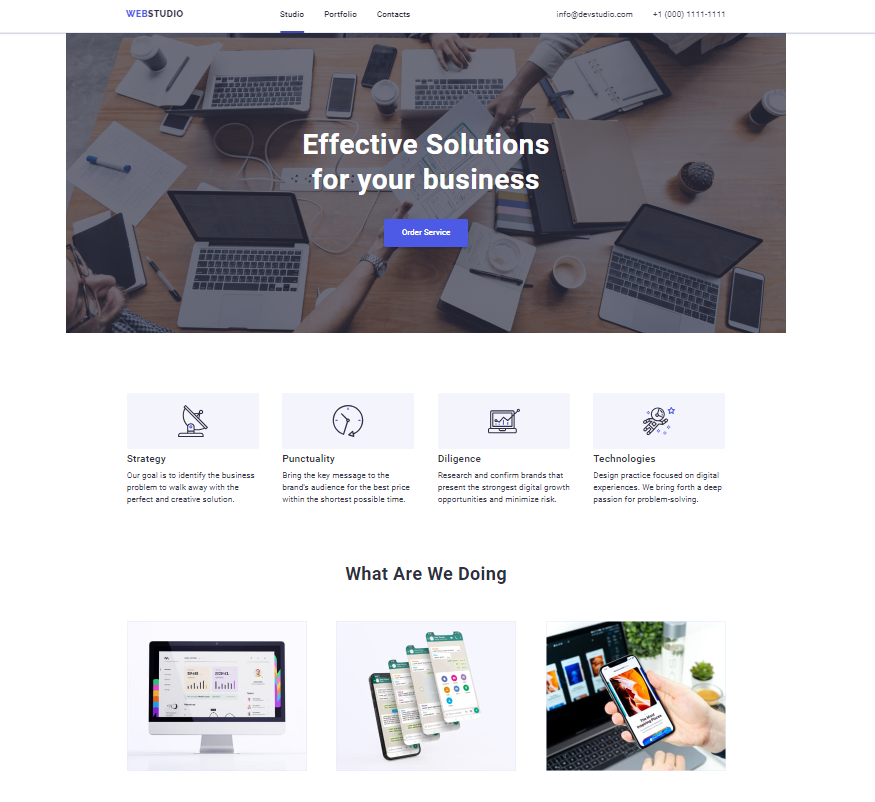 WEBSTUDIO Studio Portfolio Contacts info@devstudio.com +1 (000) 1111-1111
Effective Solutions
for your business
Order Service
Strategy
Our goal is to identify the business
problem to walk away with the
perfect and creative solution.
Punctuality
Bring the key message to the
brand's audience for the best price
within the shortest possible time.
Diligence
Research and confirm brands that
present the strongest digital growth
opportunities and minimize risk.
Technologies
Design practice focused on digital
experiences. We bring forth a deep
passion for problem-solving.
What Are We Doing
The Most
Inspiring Places